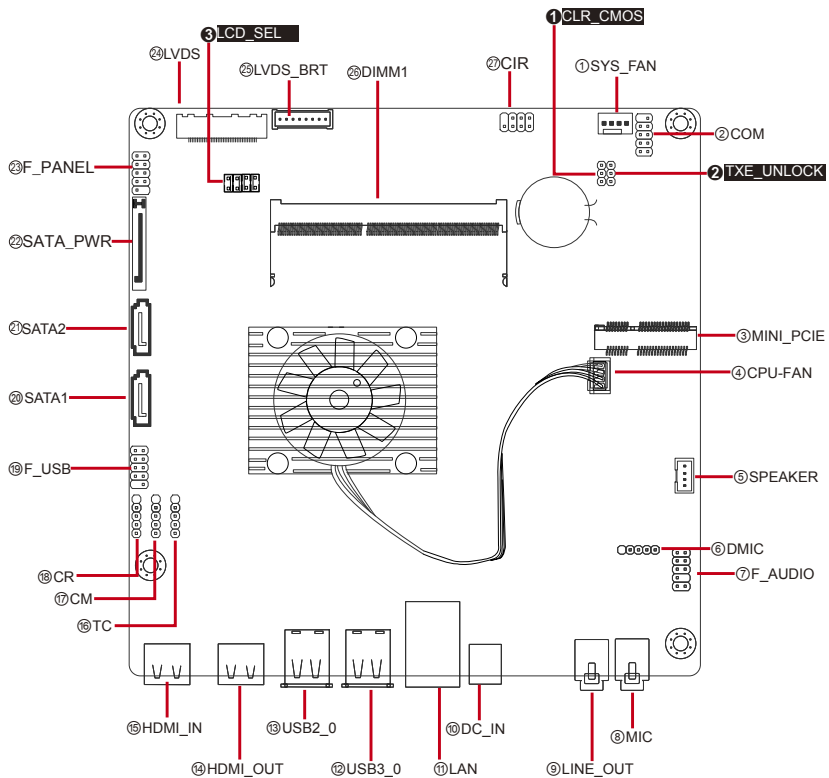 ❸LCD_SEL
❶CLR_CMOS
㉔LVDS
㉕LVDS_BRT
㉖DIMM1
㉗CIR
①SYS_FAN
②COM
㉓F_PANEL
❷TXE_UNLOCK
㉒SATA_PWR
㉑SATA2
③MINI_PCIE
④CPU-FAN
⑳SATA1
⑲F_USB
⑤SPEAKER
⑥DMIC
⑱CR
⑦F_AUDIO
⑰CM
⑯TC
⑮HDMI_IN
⑬USB2_0
⑩DC_IN
⑧MIC
⑭HDMI_OUT
⑫USB3_0
⑪LAN
⑨LINE_OUT